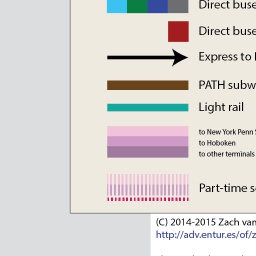 Direct buse
Direct buse
Express to
PATH subw
Light rail
to New York Penn S
to Hoboken
to other terminals
Part-time s
(C) 2014-2015 Zach van
http://adv.entur.es/of/z